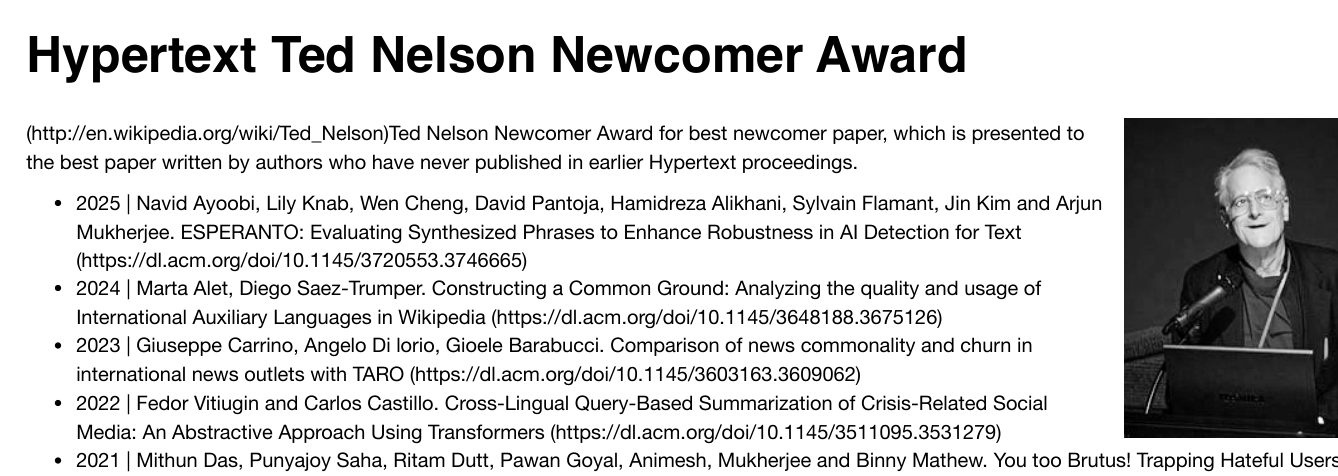 Hypertext Ted Nelson Newcomer Award
(http://en.wikipedia.org/wiki/Ted_Nelson)Ted Nelson Newcomer Award for best newcomer paper, which is presented to
the best paper written by authors who have never published in earlier Hypertext proceedings.
• 2025 | Navid Ayoobi, Lily Knab, Wen Cheng, David Pantoja, Hamidreza Alikhani, Sylvain Flamant, Jin Kim and Arjun
Mukherjee. ESPERANTO: Evaluating Synthesized Phrases to Enhance Robustness in AI Detection for Text
(https://dl.acm.org/doi/10.1145/3720553.3746665)
• 2024 | Marta Alet, Diego Saez-Trumper. Constructing a Common Ground: Analyzing the quality and usage of
International Auxiliary Languages in Wikipedia (https://dl.acm.org/doi/10.1145/3648188.3675126)
• 2023 | Giuseppe Carrino, Angelo Di Iorio, Gioele Barabucci. Comparison of news commonality and churn in
international news outlets with TARO (https://dl.acm.org/doi/10.1145/3603163.3609062)
• 2022 | Fedor Vitiugin and Carlos Castillo. Cross-Lingual Query-Based Summarization of Crisis-Related Social
Media: An Abstractive Approach Using Transformers (https://dl.acm.org/doi/10.1145/3511095.3531279)
• 2021 | Mithun Das, Punyajoy Saha, Ritam Dutt, Pawan Goyal, Animesh, Mukherjee and Binny Mathew. You too Brutus! Trapping Hateful Users